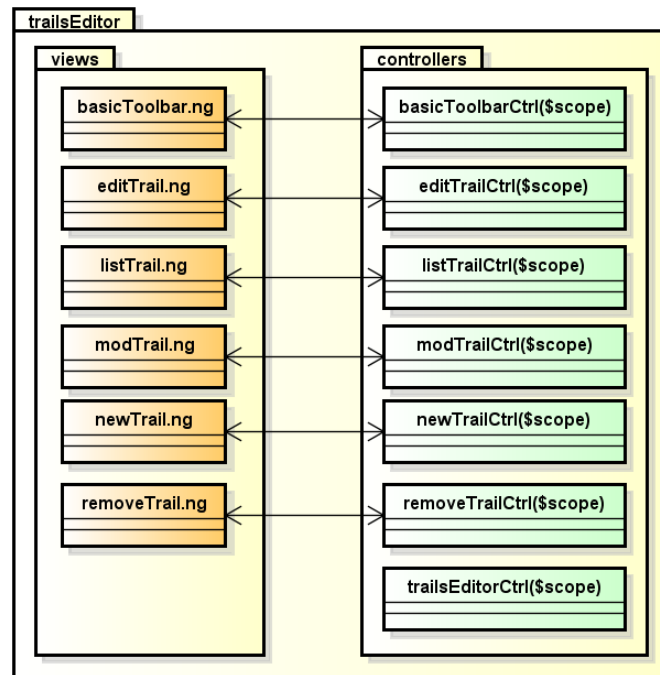 trailsEditor
views
controllers
basicToolbar.ng
basicToolbarCtrl($scope)
editTrail.ng
editTrailCtrl($scope)
listTrail.ng
listTrailCtrl($scope)
modTrail.ng
modTrailCtrl($scope)
newTrail.ng
newTrailCtrl($scope)
removeTrail.ng
removeTrailCtrl($scope)
trailsEditorCtrl($scope)